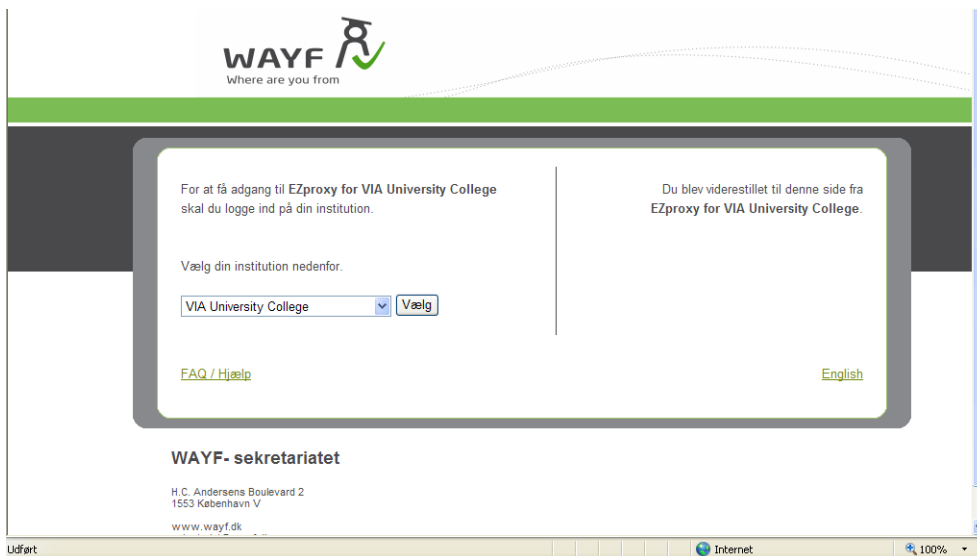 WAYF
Where are you from
For at få adgang til EZproxy for VIA University College
skal du logge ind på din institution.
Du blev viderestillet til denne side fra
EZproxy for VIA University College.
Vælg din institution nedenfor.
VIA University College
Vælg
FAQ / Hjælp
English
WAYF- sekretariatet
H.C. Andersens Boulevard 2
1553 København V
www.wayf.dk
Udført
Internet
100%